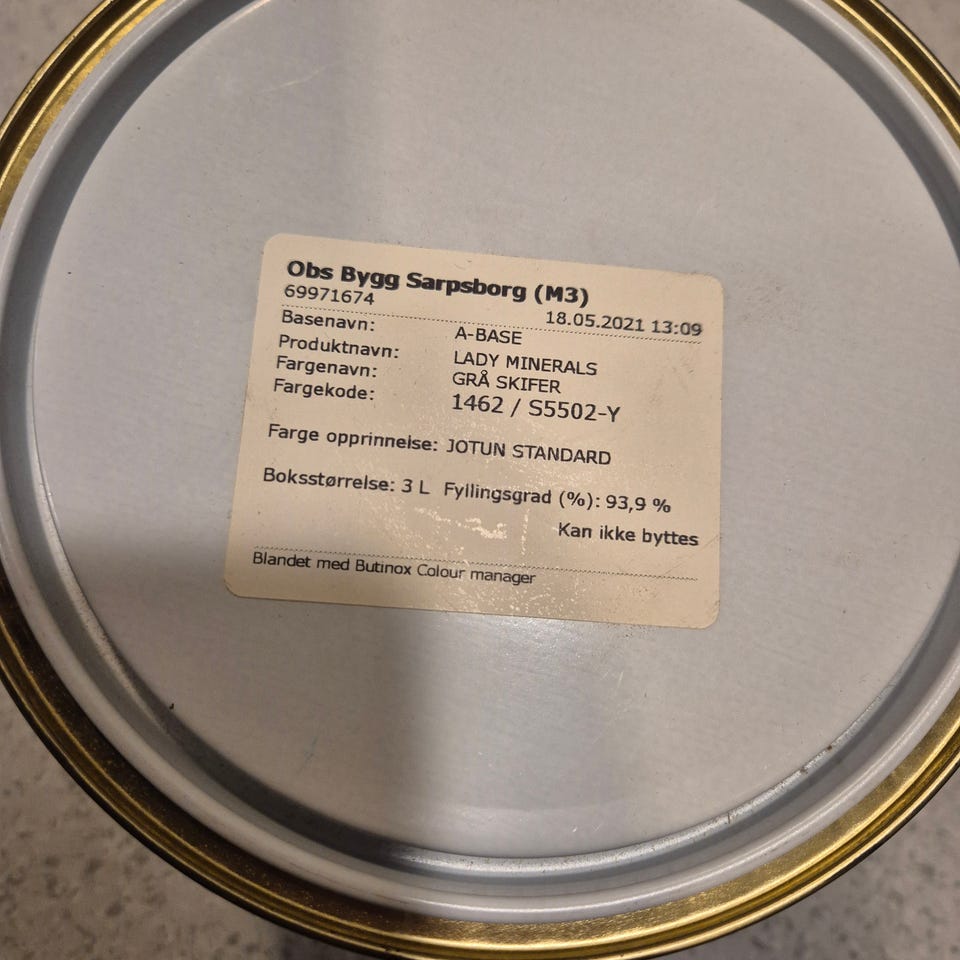 Obs Bygg Sarpsborg (M3)
69971674 18.05.2021 13:09
Basenavn: A-BASE
Produktnavn: LADY MINERALS
Fargenavn: GRÅ SKIFER
Fargekode: 1462 / S5502-Y
Farge opprinnelse: JOTUN STANDARD
Boksstørrelse: 3 L Fyllingsgrad (%): 93,9 %
Kan ikke byttes
Blandet med Butinox Colour manager